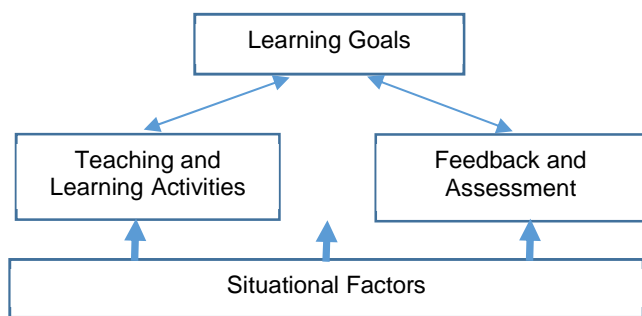 Learning Goals
Teaching and
Learning Activities
Feedback and
Assessment
Situational Factors